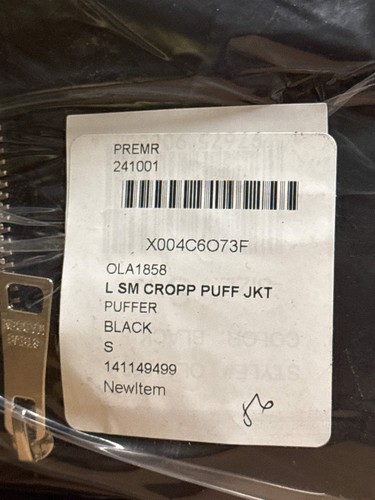 PREMR
241001
X004C6O73F
OLA1858
L SM CROPP PUFF JKT
PUFFER
BLACK
S
141149499
NewItem